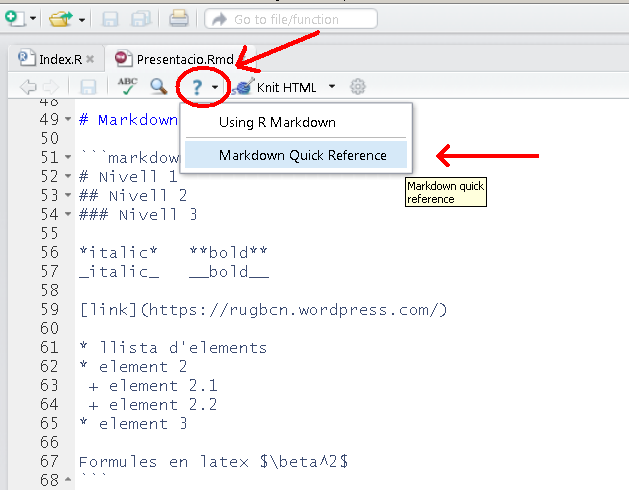 Go to file/function
Index.R
Presentacio.Rmd
ABC
?
Knit HTML
48
49 # Markdown
Using R Markdown
50
51 ```markdow
Markdown Quick Reference
52 # Nivell 1
53 ## Nivell 2
Markdown quick
reference
54 ### Nivell 3
55
56 *italic* **bold**
57 _italic_ __bold__
58
59 [link](https://rugbcn.wordpress.com/)
60
61 * llista d'elements
62 * element 2
63 + element 2.1
64 + element 2.2
65 * element 3
66
67 Formules en latex $\beta^2$
68 ```